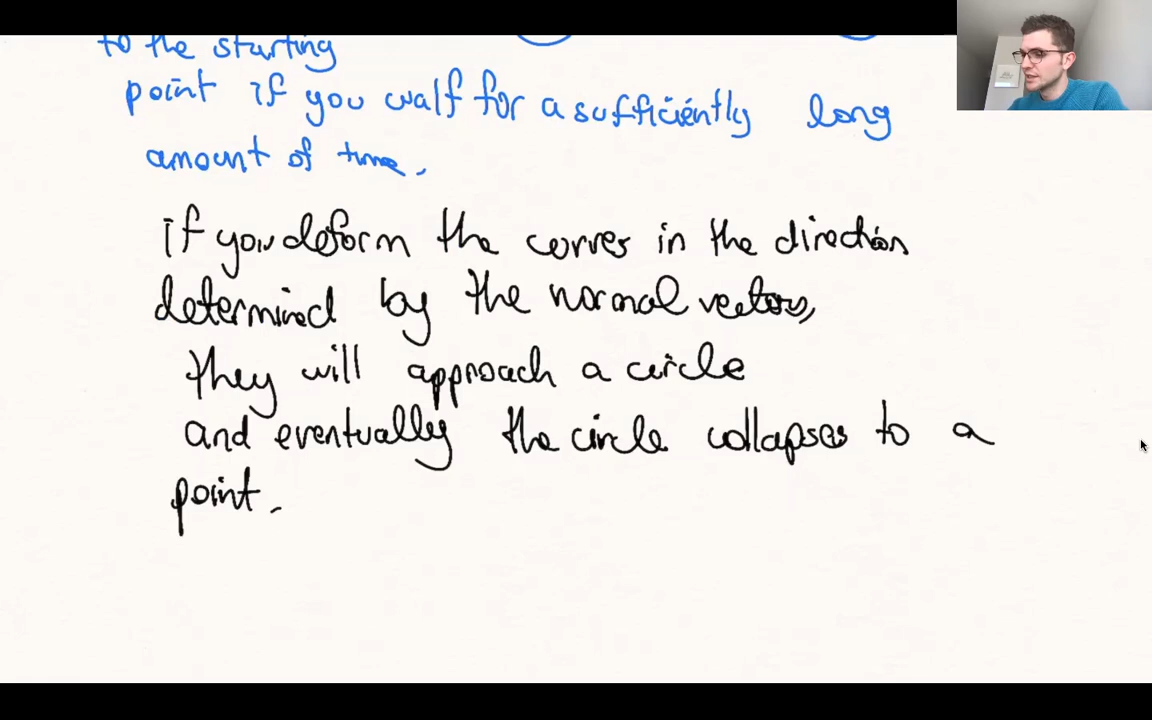 to the starting
point if you walk for a sufficiently long
amount of time.
if you deform the curves in the direction
determined by the normal vectors,
they will approach a circle
and eventually the circle collapses to a
point.